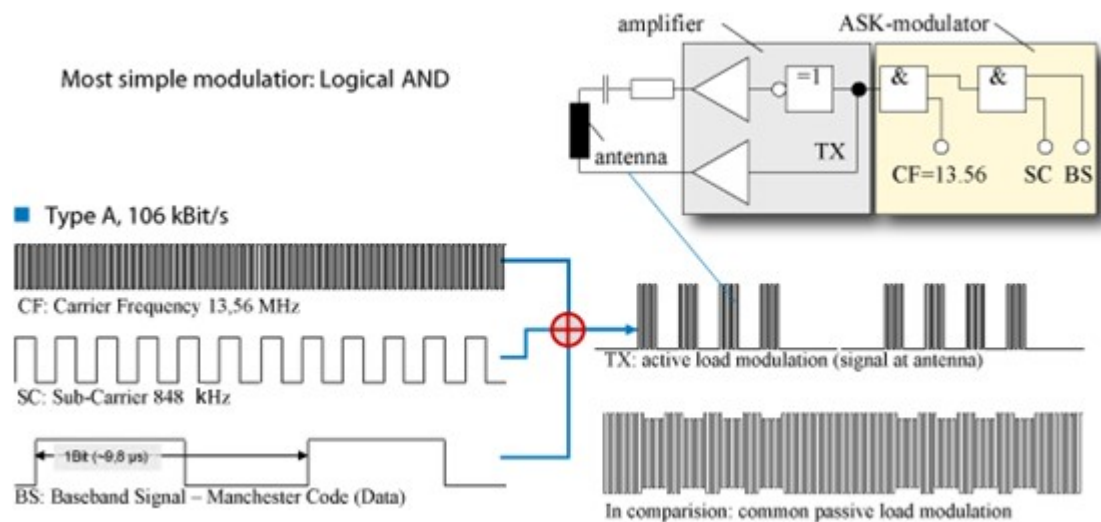 amplifier
ASK-modulator
Most simple modulatior: Logical AND
=1
&
&
antenna
TX
CF=13.56
SC
BS
Type A, 106 kBit/s
CF: Carrier Frequency 13,56 MHz
SC: Sub-Carrier 848 kHz
TX: active load modulation (signal at antenna)
1Bit (~9,8 µs)
BS: Baseband Signal – Manchester Code (Data)
In comparision: common passive load modulation